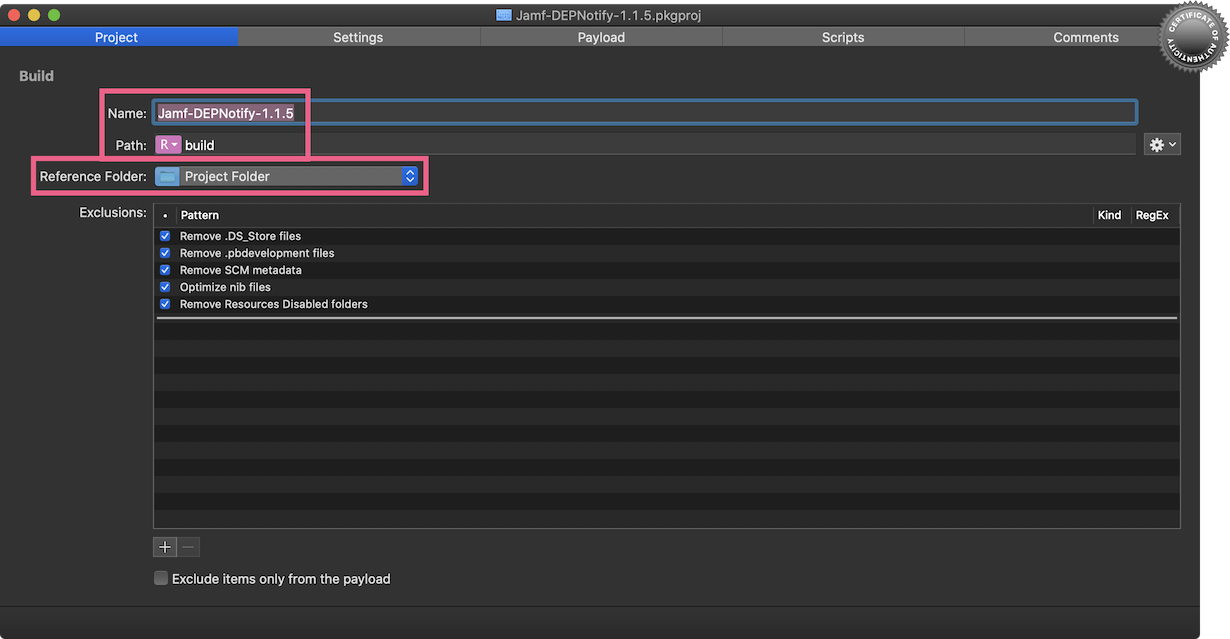 Jamf-DEPNotify-1.1.5.pkgproj
Project Settings Payload Scripts Comments
CERTIFICATE OF AUTHENTICITY
Build
Name: Jamf-DEPNotify-1.1.5
Path: R build
Reference Folder: Project Folder
Exclusions: • Pattern Kind RegEx
Remove .DS_Store files
Remove .pbdevelopment files
Remove SCM metadata
Optimize nib files
Remove Resources Disabled folders
Exclude items only from the payload